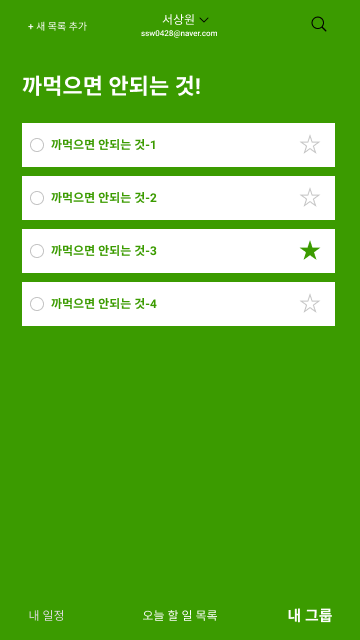 + 새 목록 추가
서상원
ssw0428@naver.com
까먹으면 안되는 것!
까먹으면 안되는 것-1
까먹으면 안되는 것-2
까먹으면 안되는 것-3
까먹으면 안되는 것-4
내 일정
오늘 할 일 목록
내 그룹